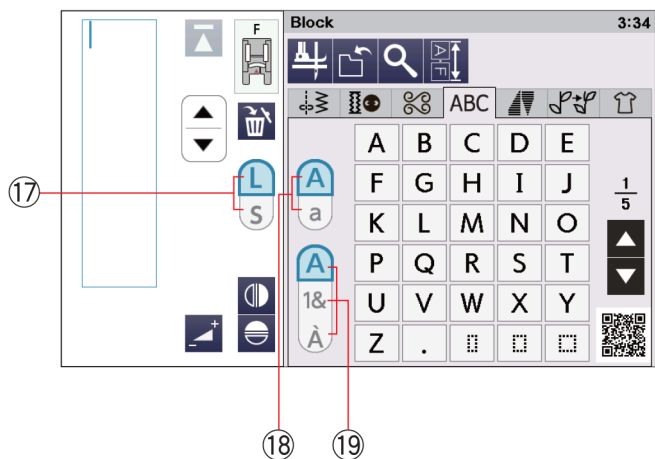 Block 3:34
F
ABC
A B C D E
F G H I J
K L M N O
P Q R S T
U V W X Y
Z .
1
5
L
S
A
a
A
1&
À
A F
⑰
⑱ ⑲